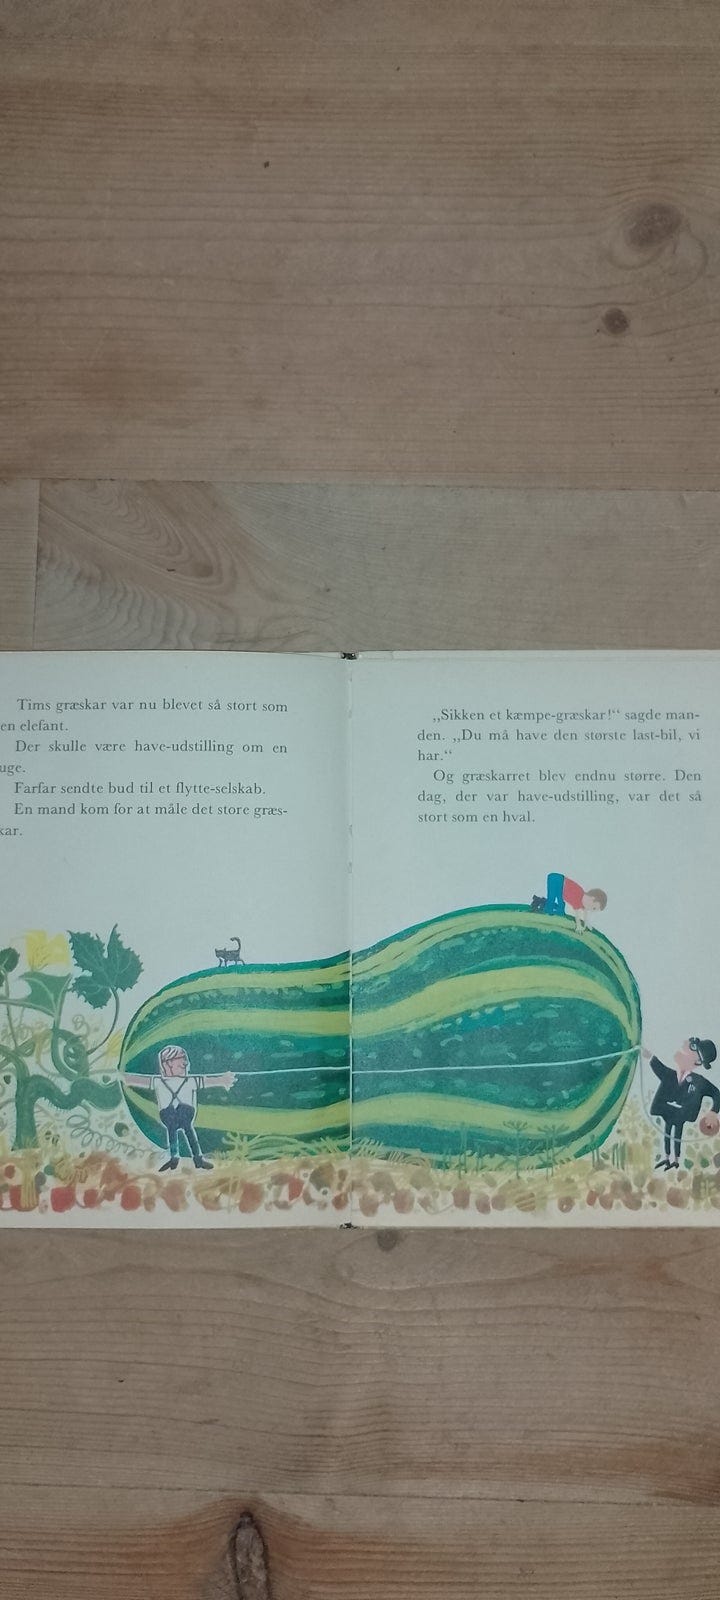 Tims græskar var nu blevet så stort som
en elefant.
Der skulle være have-udstilling om en
uge.
Farfar sendte bud til et flytte-selskab.
En mand kom for at måle det store græs-
kar.
„Sikken et kæmpe-græskar!“ sagde man-
den. „Du må have den største last-bil, vi
har.“
Og græskarret blev endnu større. Den
dag, der var have-udstilling, var det så
stort som en hval.